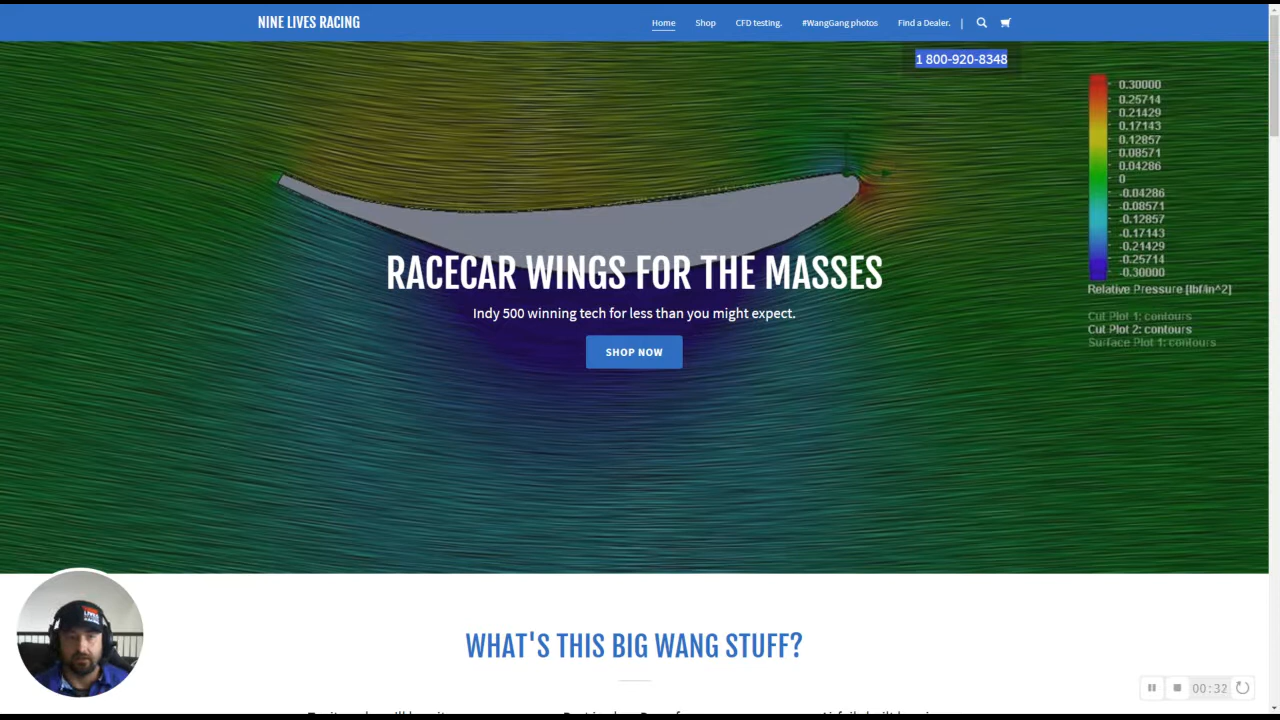 NINE LIVES RACING
Home Shop CFD testing. #WangGang photos Find a Dealer. |
1 800-920-8348
0.30000
0.25714
0.21429
0.17143
0.12857
0.08571
0.04286
0
-0.04286
-0.08571
-0.12857
-0.17143
-0.21429
-0.25714
-0.30000
Relative Pressure [lbf/in^2]
Cut Plot 1: contours
Cut Plot 2: contours
Surface Plot 1: contours
RACECAR WINGS FOR THE MASSES
Indy 500 winning tech for less than you might expect.
SHOP NOW
LIVES
WHAT'S THIS BIG WANG STUFF?
00:32